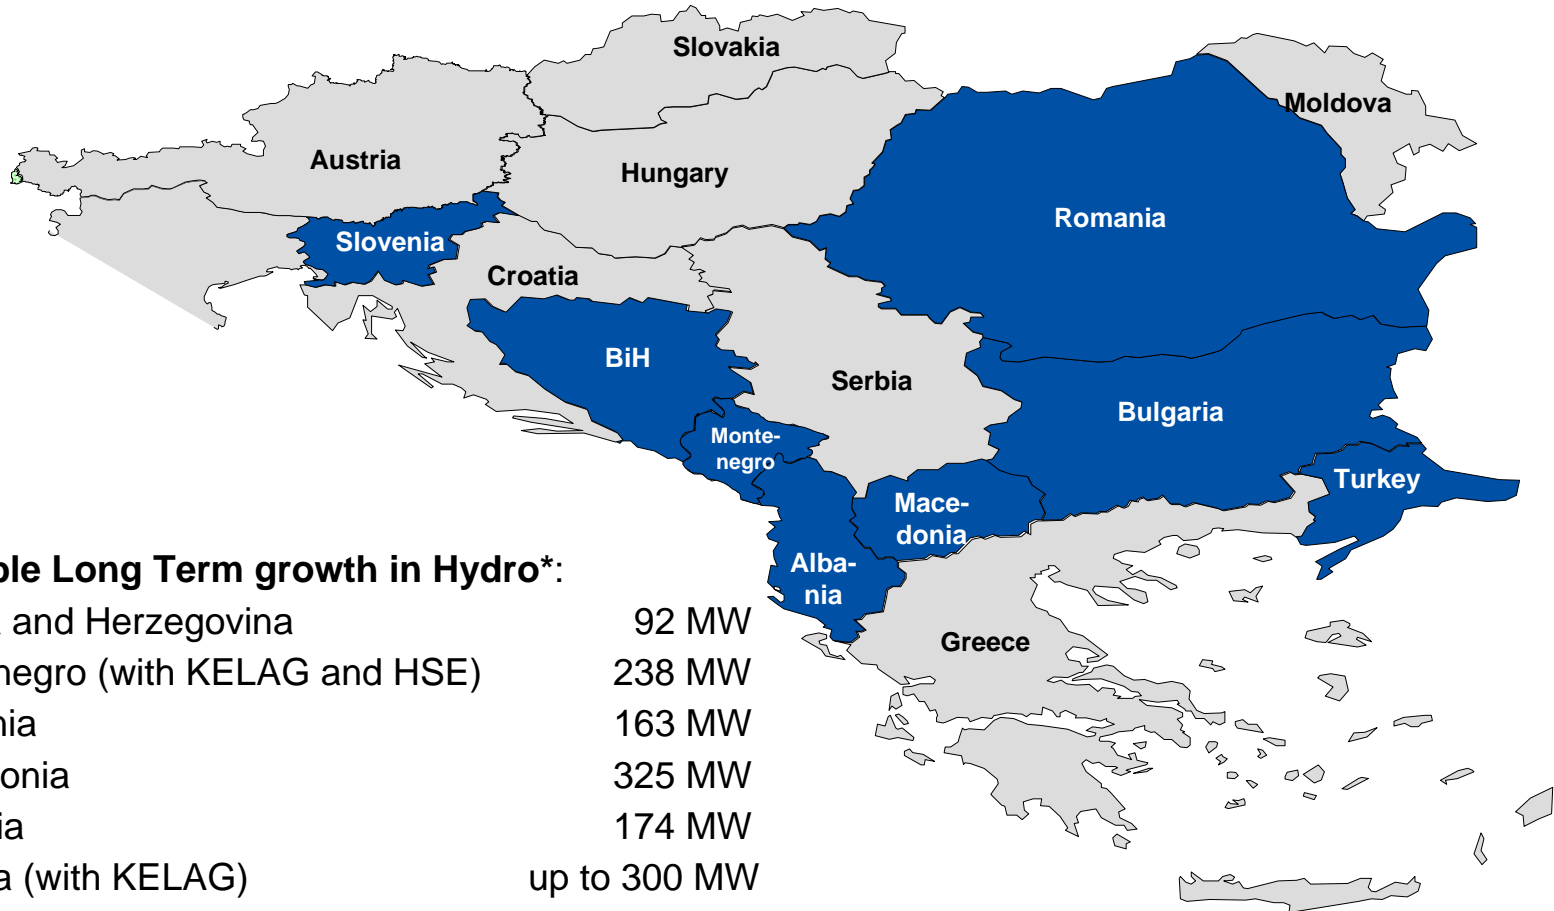 Slovakia
Moldova
Austria
Hungary
Romania
Slovenia
Croatia
BiH
Serbia
Bulgaria
Monte-
negro
Turkey
Mace-
donia
Alba-
nia
Greece
ble Long Term growth in Hydro*:
and Herzegovina 92 MW
negro (with KELAG and HSE) 238 MW
nia 163 MW
onia 325 MW
ia 174 MW
a (with KELAG) up to 300 MW